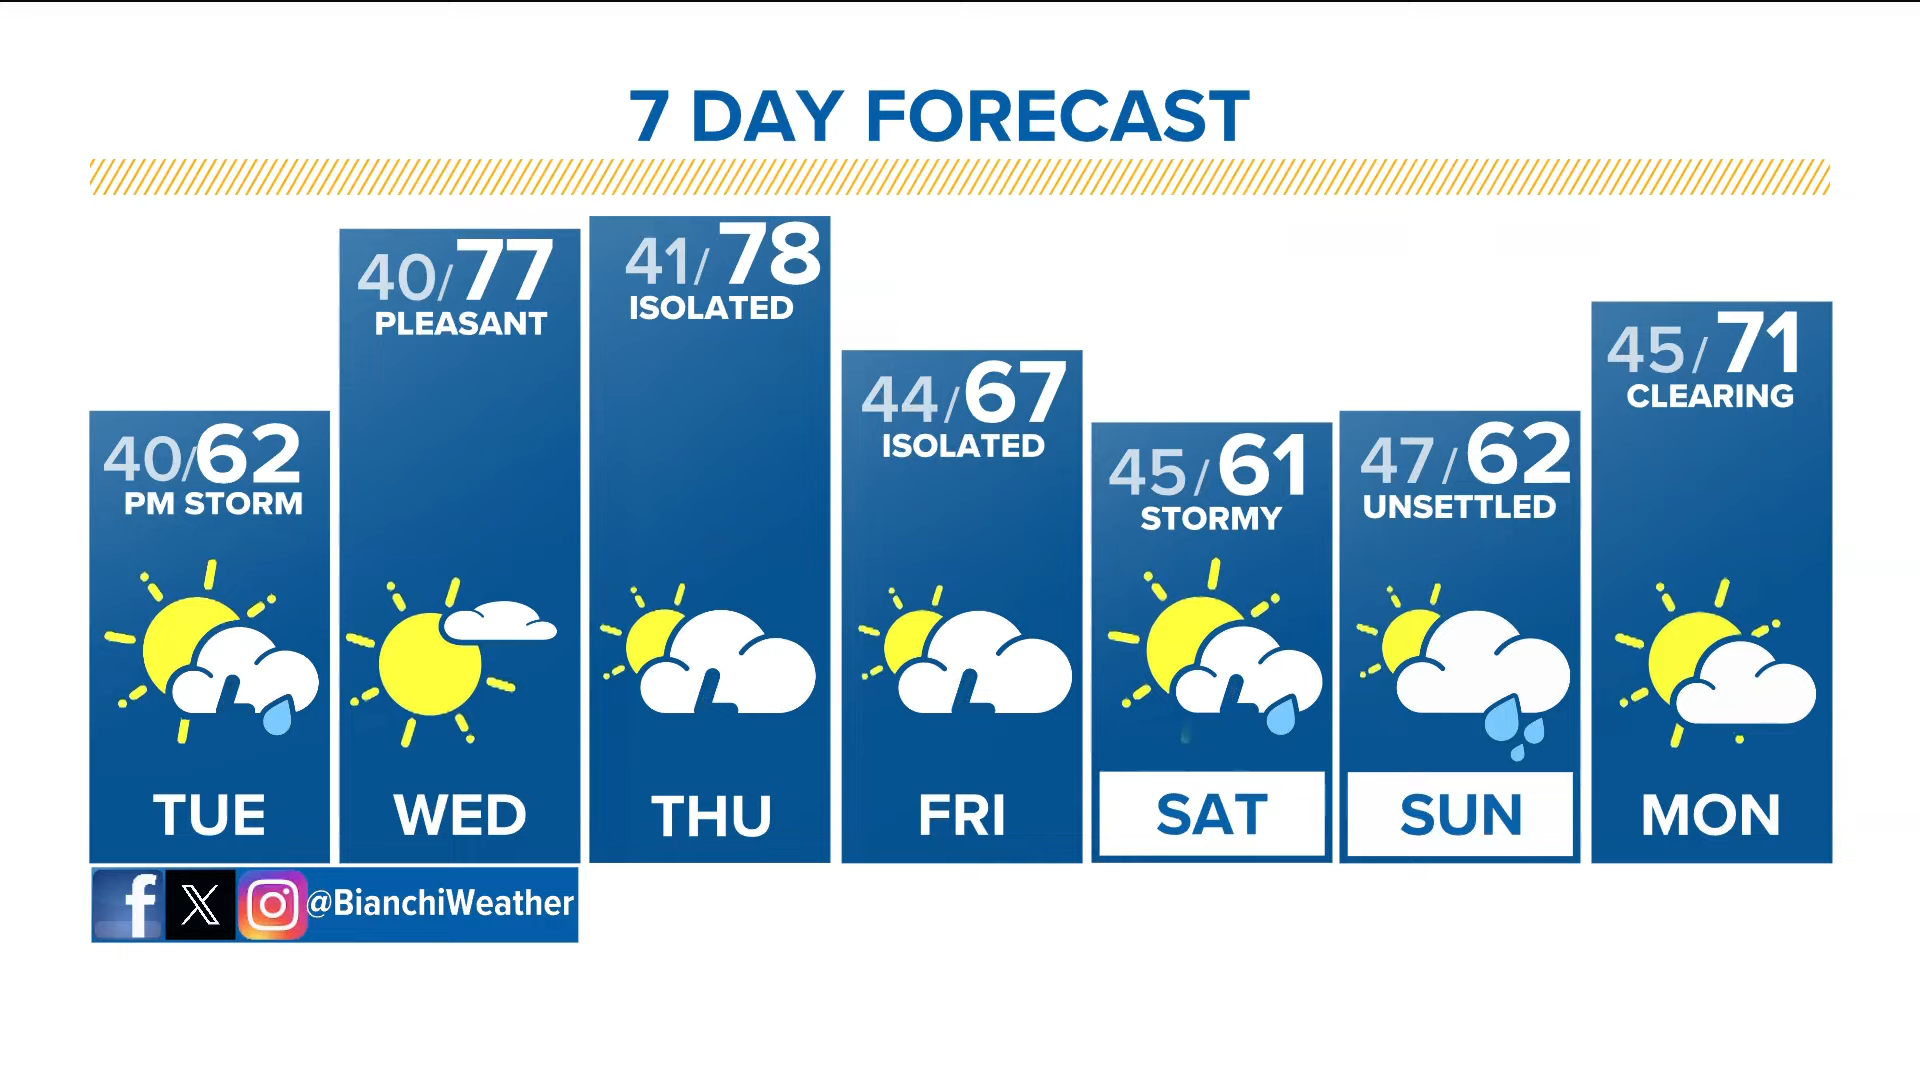 7 DAY FORECAST
40/62
PM STORM
TUE
40/77
PLEASANT
WED
41/78
ISOLATED
THU
44/67
ISOLATED
FRI
45/61
STORMY
SAT
47/62
UNSETTLED
SUN
45/71
CLEARING
MON
@BianchiWeather